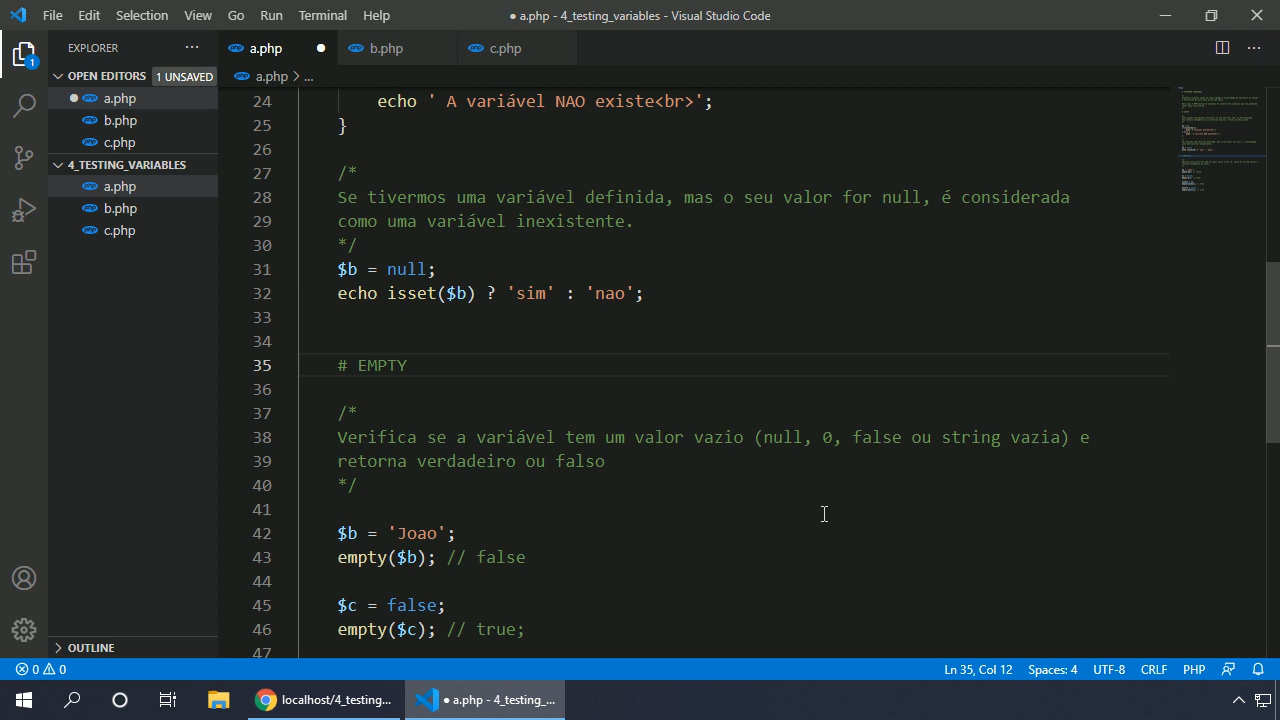 File Edit Selection View Go Run Terminal Help
● a.php - 4_testing_variables - Visual Studio Code
EXPLORER
OPEN EDITORS 1 UNSAVED
a.php
b.php
c.php
4_TESTING_VARIABLES
a.php
b.php
c.php
OUTLINE
1
a.php b.php c.php
a.php > ...
24 echo ' A variável NAO existe<br>';
25 }
26
27 /*
28 Se tivermos uma variável definida, mas o seu valor for null, é considerada
29 como uma variável inexistente.
30 */
31 $b = null;
32 echo isset($b) ? 'sim' : 'nao';
33
34
35 # EMPTY
36
37 /*
38 Verifica se a variável tem um valor vazio (null, 0, false ou string vazia) e
39 retorna verdadeiro ou falso
40 */
41
42 $b = 'Joao';
43 empty($b); // false
44
45 $c = false;
46 empty($c); // true;
47
0 0 Ln 35, Col 12 Spaces: 4 UTF-8 CRLF PHP
localhost/4_testing... ● a.php - 4_testing_...